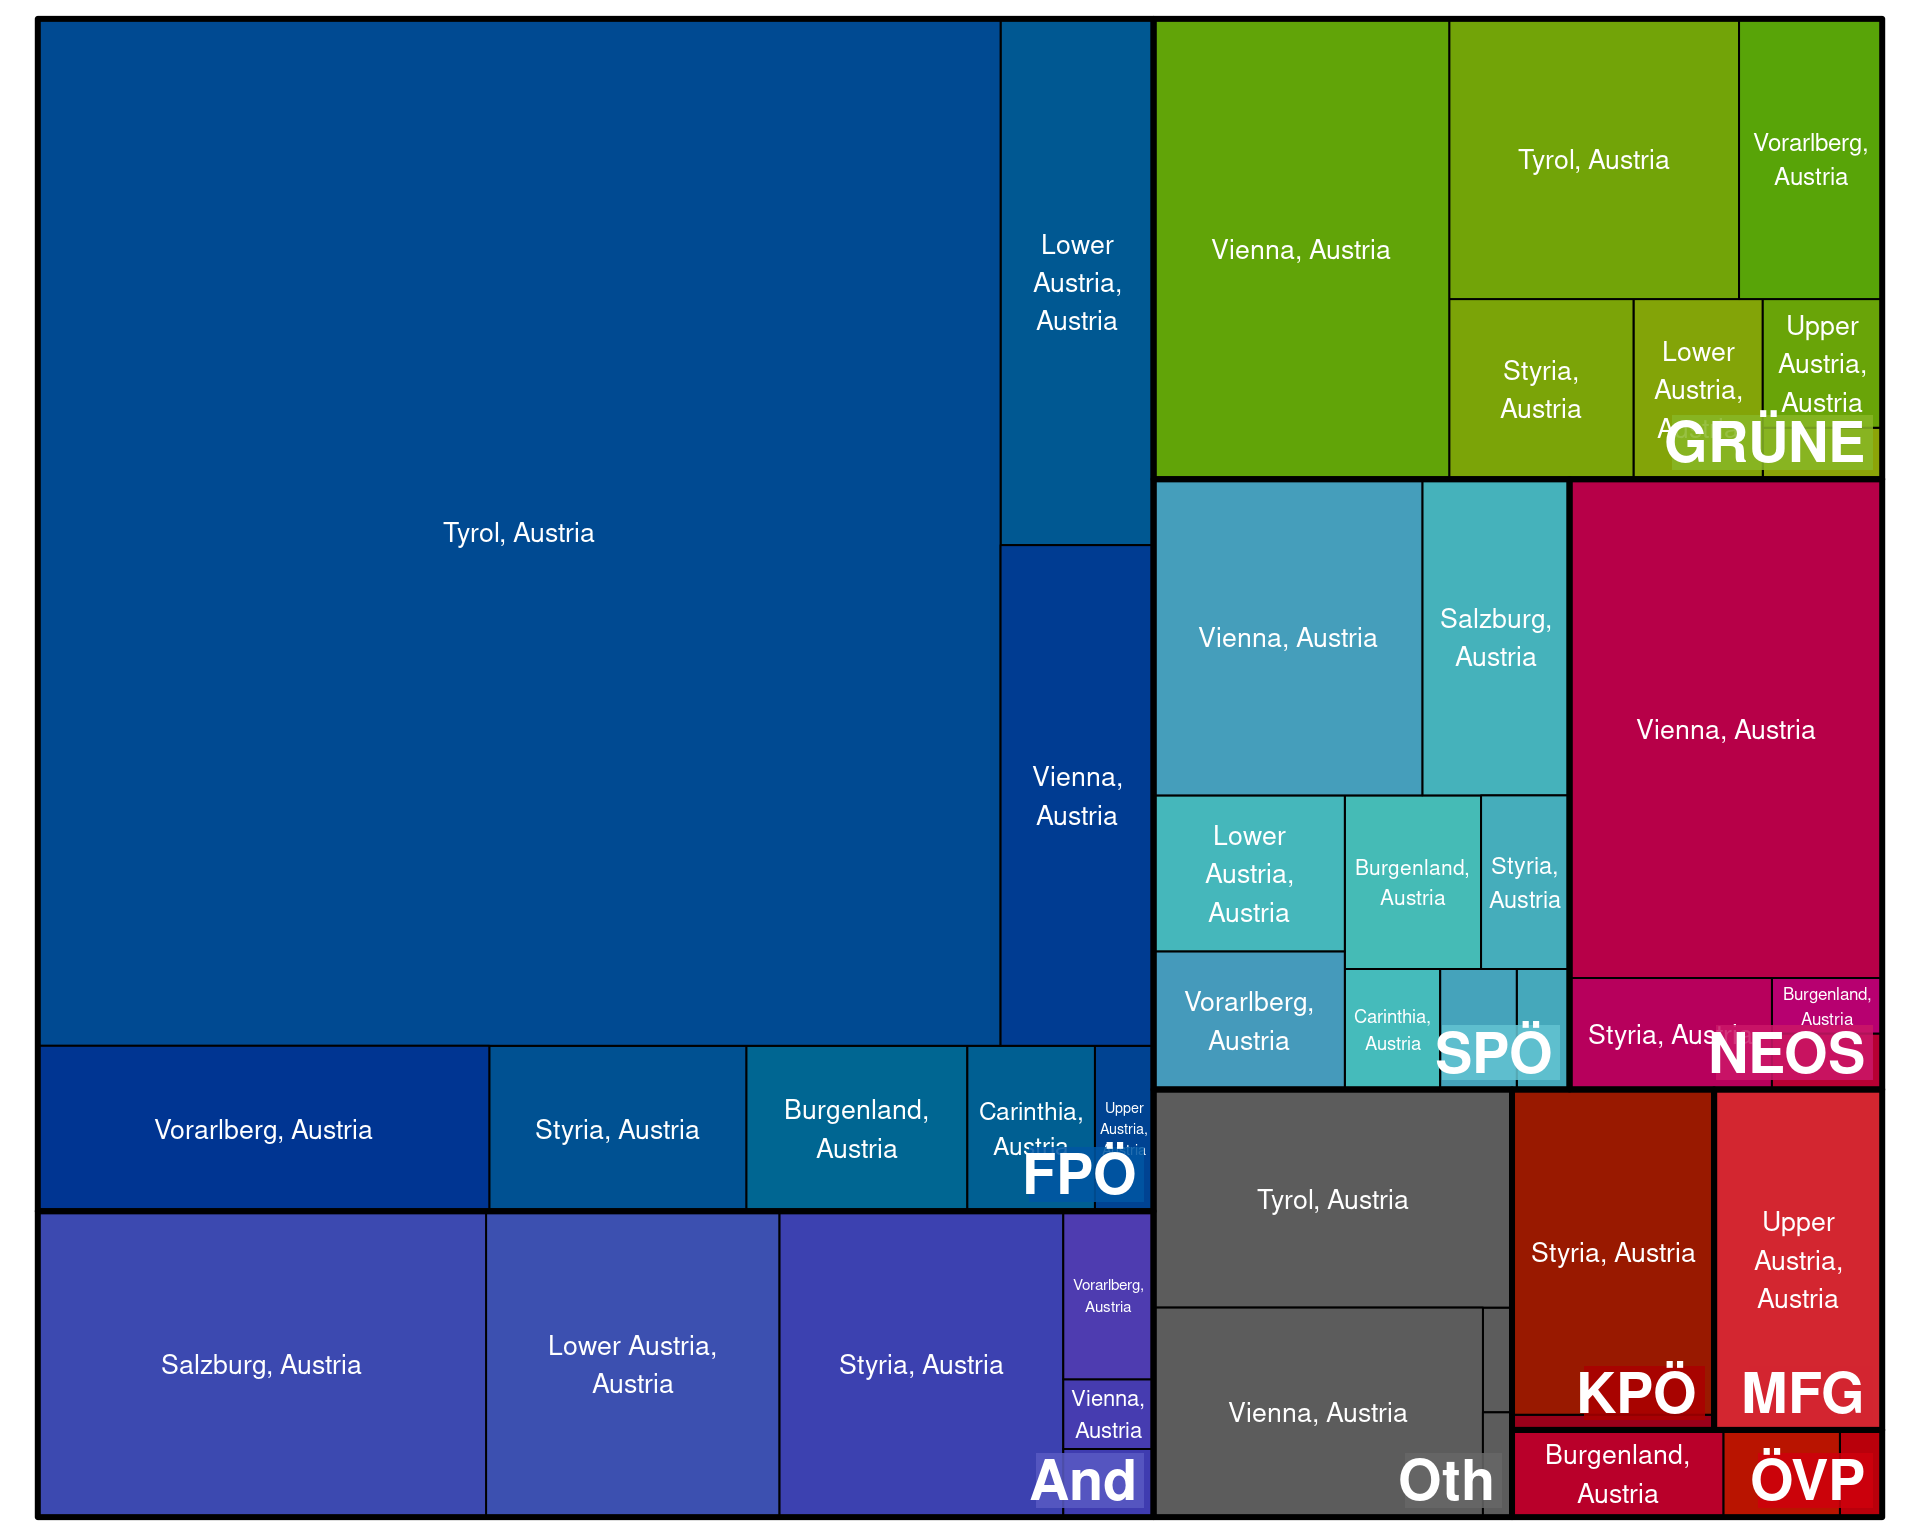 Tyrol, Austria
Lower
Austria,
Austria
Vienna,
Austria
Vorarlberg, Austria
Styria, Austria
Burgenland,
Austria
Carinthia,
Austria
Upper
Austria,
Austria
FPÖ
Salzburg, Austria
Lower Austria,
Austria
Styria, Austria
Vorarlberg,
Austria
Vienna,
Austria
And
Vienna, Austria
Tyrol, Austria
Vorarlberg,
Austria
Styria,
Austria
Lower
Austria,
Austria
Upper
Austria,
Austria
GRÜNE
Vienna, Austria
Salzburg,
Austria
Lower
Austria,
Austria
Burgenland,
Austria
Styria,
Austria
Vorarlberg,
Austria
Carinthia,
Austria
SPÖ
Vienna, Austria
Styria, Austria
Burgenland,
Austria
NEOS
Tyrol, Austria
Vienna, Austria
Oth
Styria, Austria
KPÖ
Upper
Austria,
Austria
MFG
Burgenland,
Austria
ÖVP